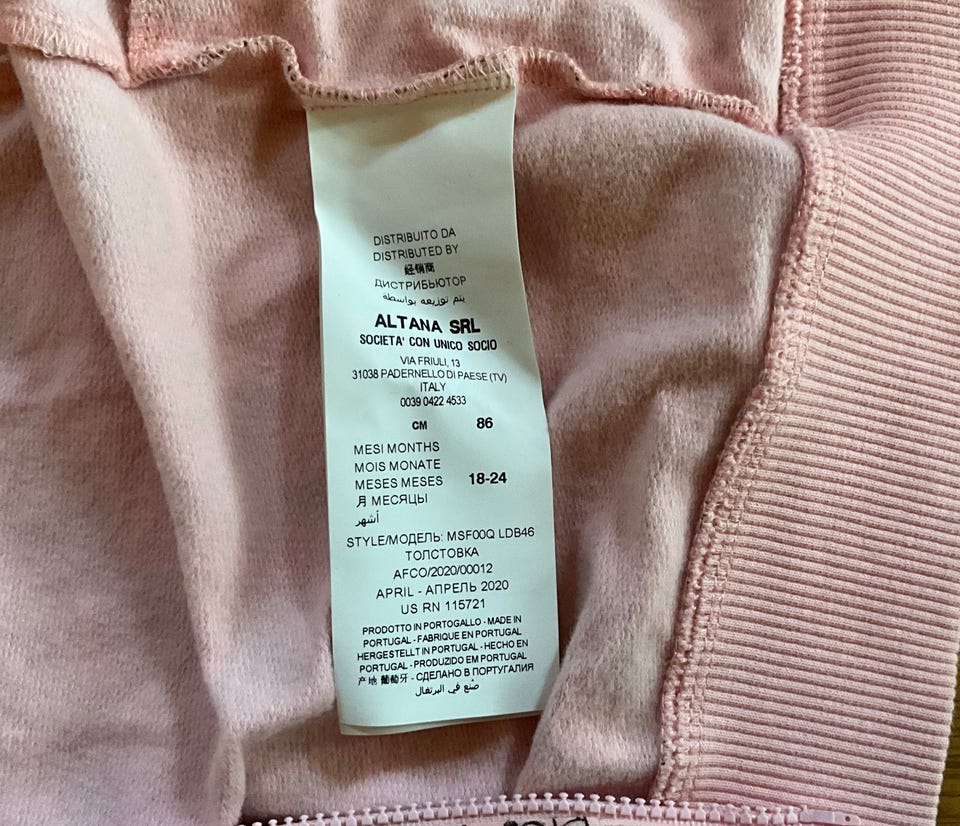 DISTRIBUITO DA
DISTRIBUTED BY
经销商
ДИСТРИБЬЮТОР
يتم توزيعه بواسطة
ALTANA SRL
SOCIETA' CON UNICO SOCIO
VIA FRIULI, 13
31038 PADERNELLO DI PAESE (TV)
ITALY
0039 0422 4533
CM 86
MESI MONTHS
MOIS MONATE
MESES MESES 18-24
月 МЕСЯЦЫ
أشهر
STYLE/МОДЕЛЬ: MSF00Q LDB46
ТОЛСТОВКА
AFCO/2020/00012
APRIL - АПРЕЛЬ 2020
US RN 115721
PRODOTTO IN PORTOGALLO - MADE IN
PORTUGAL - FABRIQUE EN PORTUGAL
HERGESTELLT IN PORTUGAL - HECHO EN
PORTUGAL - PRODUZIDO EM PORTUGAL
产地 葡萄牙 - СДЕЛАНО В ПОРТУГАЛИЯ
صُنع في البرتغال